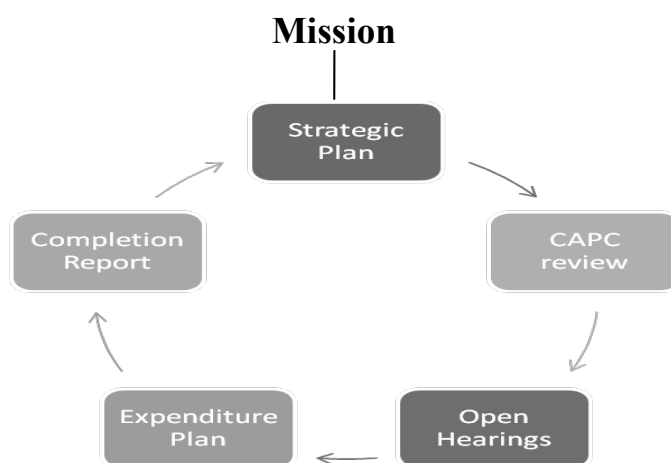 Mission
Strategic
Plan
CAPC
review
Open
Hearings
Expenditure
Plan
Completion
Report